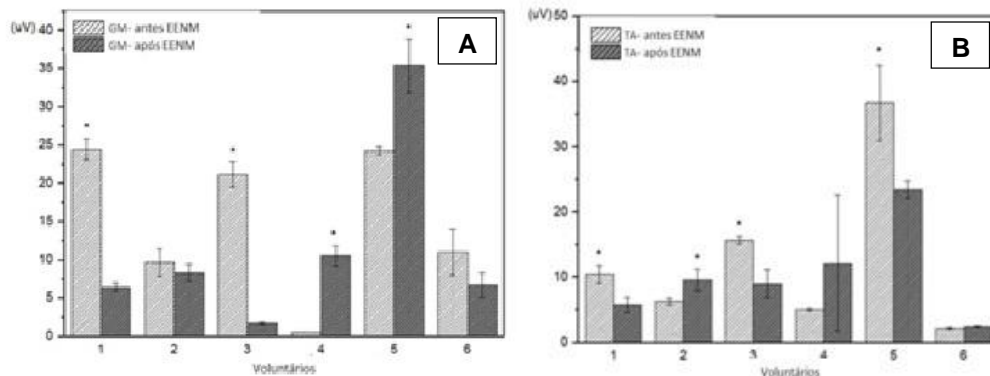 (uV)
GM- antes EENM
GM- após EENM
A
40
35
30
25
20
15
10
5
0
* * * *
1 2 3 4 5 6
Voluntários
(uV)
TA- antes EENM
TA- após EENM
B
50
40
30
20
10
0
* * * *
1 2 3 4 5 6
Voluntários